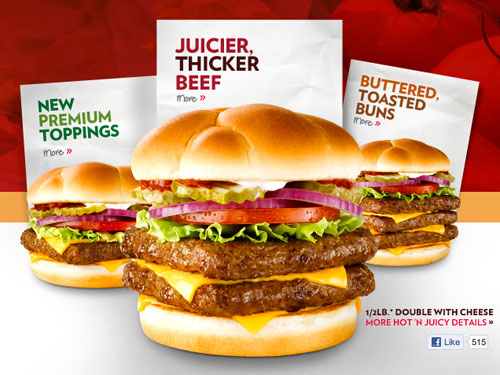 NEW
PREMIUM
TOPPINGS
More »
JUICIER,
THICKER
BEEF
More »
BUTTERED,
TOASTED
BUNS
More »
1/2LB.* DOUBLE WITH CHEESE
MORE HOT 'N JUICY DETAILS »
f Like 515